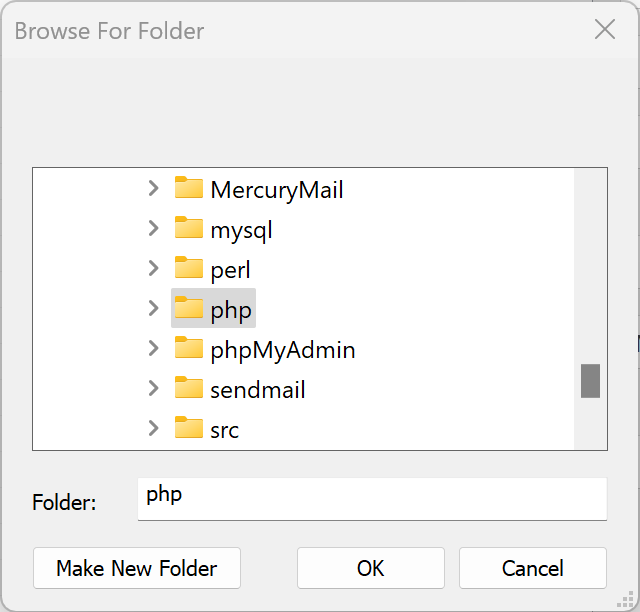 Browse For Folder
MercuryMail
mysql
perl
php
phpMyAdmin
sendmail
src
Folder: php
Make New Folder OK Cancel